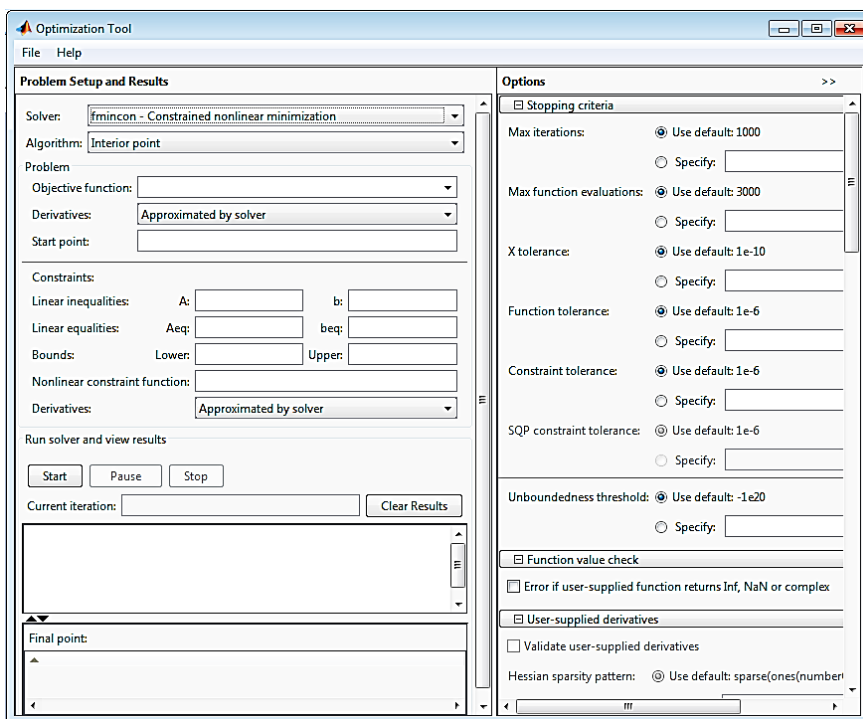 Optimization Tool
File Help
Problem Setup and Results
Solver: fmincon - Constrained nonlinear minimization
Algorithm: Interior point
Problem
Objective function:
Derivatives: Approximated by solver
Start point:
Constraints:
Linear inequalities: A: b:
Linear equalities: Aeq: beq:
Bounds: Lower: Upper:
Nonlinear constraint function:
Derivatives: Approximated by solver
Run solver and view results
Start Pause Stop
Current iteration: Clear Results
Final point:
Options >>
Stopping criteria
Max iterations: Use default: 1000
Specify:
Max function evaluations: Use default: 3000
Specify:
X tolerance: Use default: 1e-10
Specify:
Function tolerance: Use default: 1e-6
Specify:
Constraint tolerance: Use default: 1e-6
Specify:
SQP constraint tolerance: Use default: 1e-6
Specify:
Unboundedness threshold: Use default: -1e20
Specify:
Function value check
Error if user-supplied function returns Inf, NaN or complex
User-supplied derivatives
Validate user-supplied derivatives
Hessian sparsity pattern: Use default: sparse(ones(number